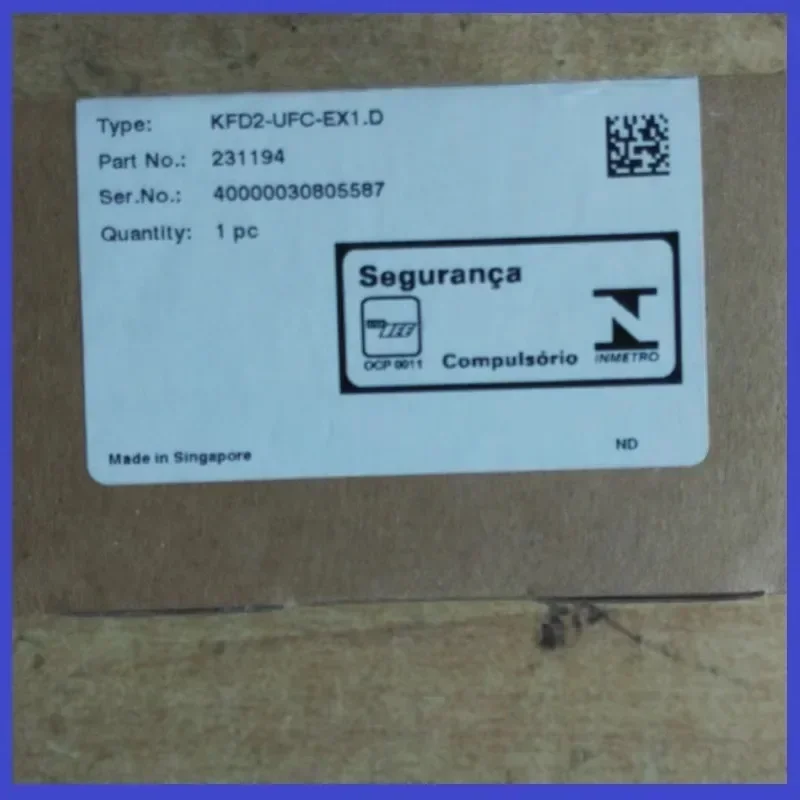 Type: KFD2-UFC-EX1.D
Part No.: 231194
Ser.No.: 40000030805587
Quantity: 1 pc
Segurança
OCP 0011
Compulsório
INMETRO
Made in Singapore
ND